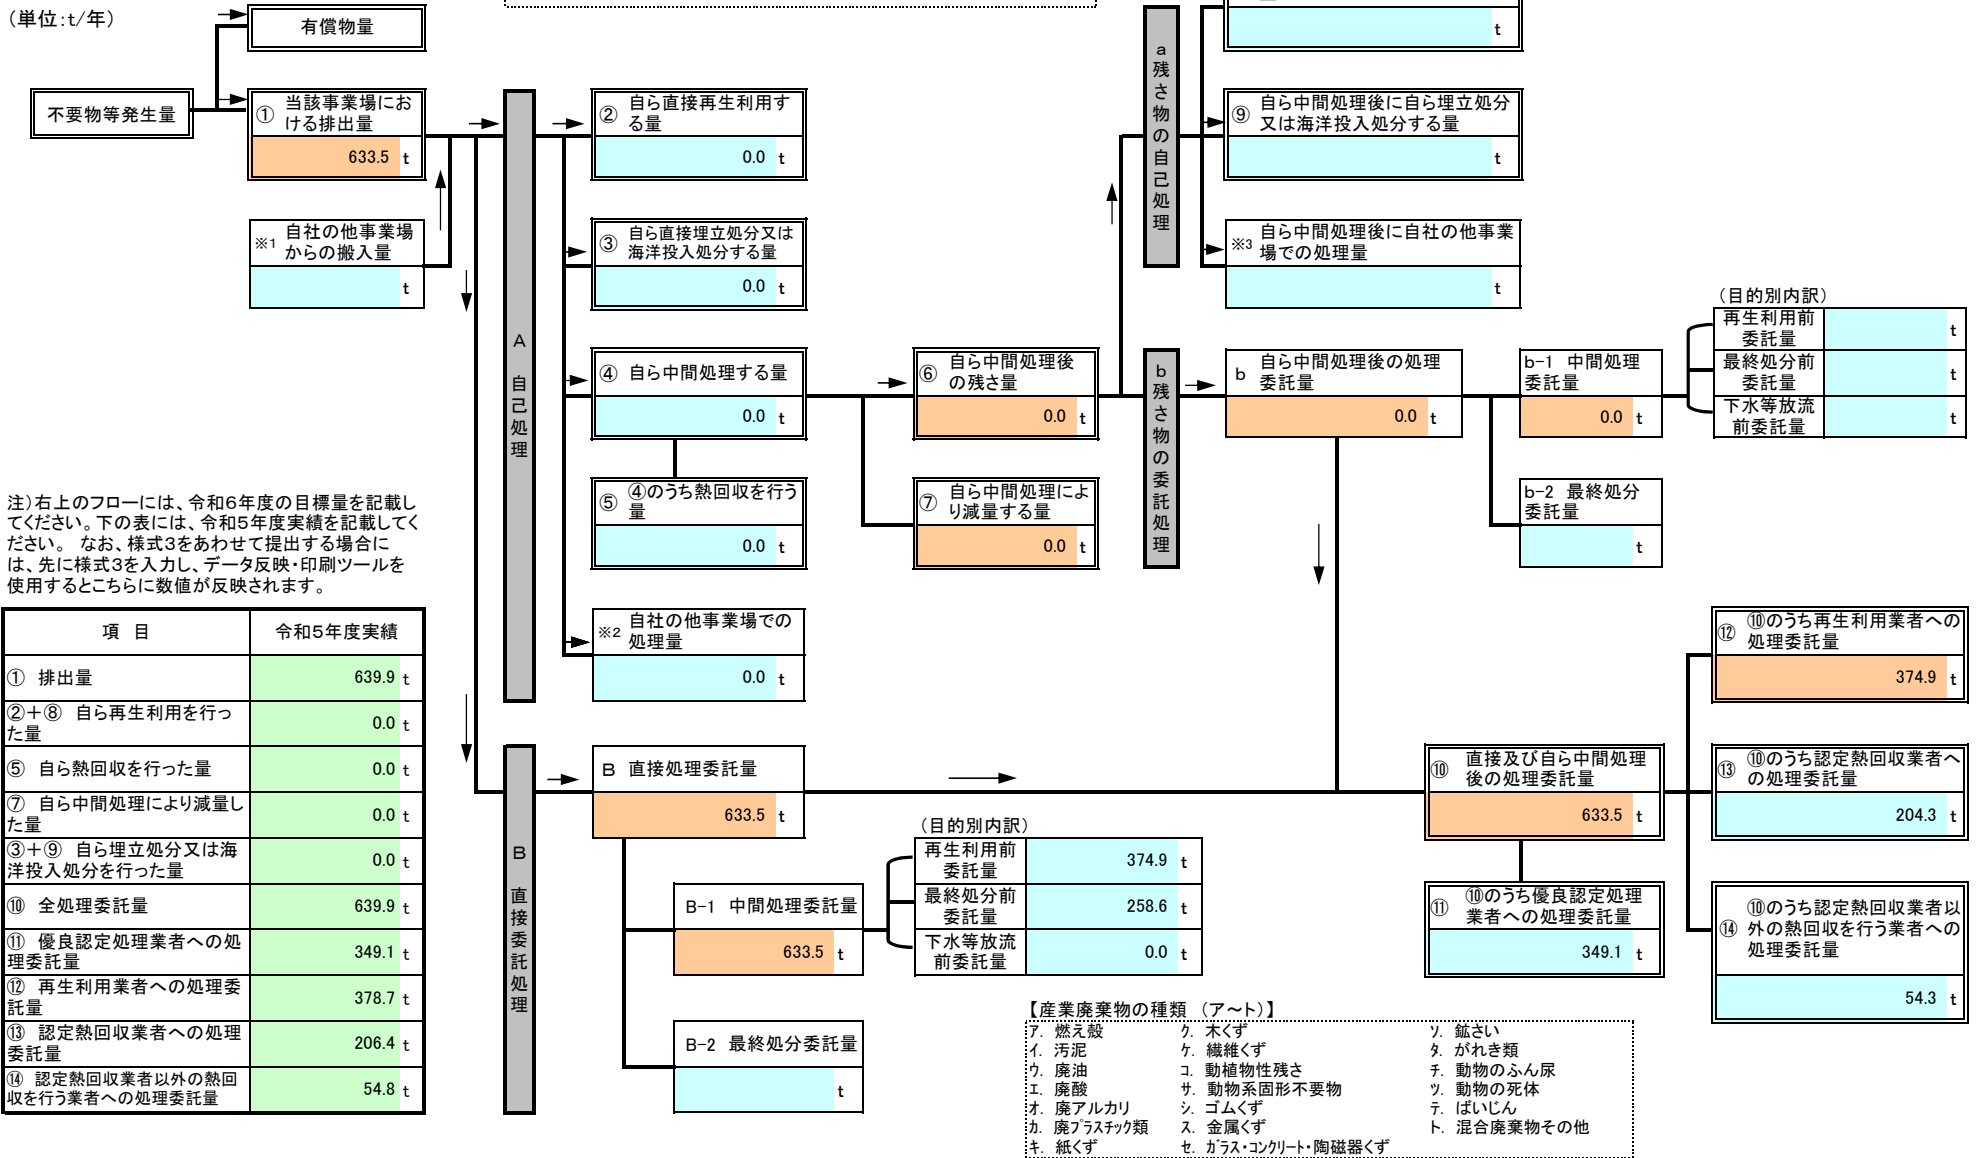 (単位:t/年)
有償物量
不要物等発生量
① 当該事業場にお
ける排出量
633.5 t
※1 自社の他事業場
からの搬入量
t
A 自己処理
② 自ら直接再生利用す
る量
0.0 t
③ 自ら直接埋立処分又は
海洋投入処分する量
0.0 t
④ 自ら中間処理する量
0.0 t
⑤ ④のうち熱回収を行う
量
0.0 t
※2 自社の他事業場での
処理量
0.0 t
⑥ 自ら中間処理後
の残さ量
0.0 t
⑦ 自ら中間処理によ
り減量する量
0.0 t
a残さ物の自己処理
t
⑨ 自ら中間処理後に自ら埋立処分
又は海洋投入処分する量
t
※3 自ら中間処理後に自社の他事業
場での処理量
t
b残さ物の委託処理
b 自ら中間処理後の処理
委託量
0.0 t
b-1 中間処理
委託量
0.0 t
b-2 最終処分
委託量
t
(目的別内訳)
再生利用前
委託量
t
最終処分前
委託量
t
下水等放流
前委託量
t
注)右上のフローには、令和6年度の目標量を記載し
てください。下の表には、令和5年度実績を記載してく
ださい。 なお、様式3をあわせて提出する場合に
は、先に様式3を入力し、データ反映・印刷ツールを
使用するとこちらに数値が反映されます。
項 目 令和5年度実績
① 排出量 639.9 t
②+⑧ 自ら再生利用を行っ
た量 0.0 t
⑤ 自ら熱回収を行った量 0.0 t
⑦ 自ら中間処理により減量し
た量 0.0 t
③+⑨ 自ら埋立処分又は海
洋投入処分を行った量 0.0 t
⑩ 全処理委託量 639.9 t
⑪ 優良認定処理業者への処
理委託量 349.1 t
⑫ 再生利用業者への処理委
託量 378.7 t
⑬ 認定熱回収業者への処理
委託量 206.4 t
⑭ 認定熱回収業者以外の熱回
収を行う業者への処理委託量 54.8 t
B 直接委託処理
B 直接処理委託量
633.5 t
B-1 中間処理委託量
633.5 t
B-2 最終処分委託量
t
(目的別内訳)
再生利用前
委託量
374.9 t
最終処分前
委託量
258.6 t
下水等放流
前委託量
0.0 t
⑩ 直接及び自ら中間処理
後の処理委託量
633.5 t
⑪ ⑩のうち優良認定処理
業者への処理委託量
349.1 t
⑫ ⑩のうち再生利用業者への
処理委託量
374.9 t
⑬ ⑩のうち認定熱回収業者へ
の処理委託量
204.3 t
⑭ ⑩のうち認定熱回収業者以
外の熱回収を行う業者への
処理委託量
54.3 t
【産業廃棄物の種類 (ア~ト)】
ア. 燃え殻 ク. 木くず ソ. 鉱さい
イ. 汚泥 ケ. 繊維くず タ. がれき類
ウ. 廃油 コ. 動植物性残さ チ. 動物のふん尿
エ. 廃酸 サ. 動物系固形不要物 ツ. 動物の死体
オ. 廃アルカリ シ. ゴムくず テ. ばいじん
カ. 廃プラスチック類 ス. 金属くず ト. 混合廃棄物その他
キ. 紙くず セ. ガラス・コンクリート・陶磁器くず